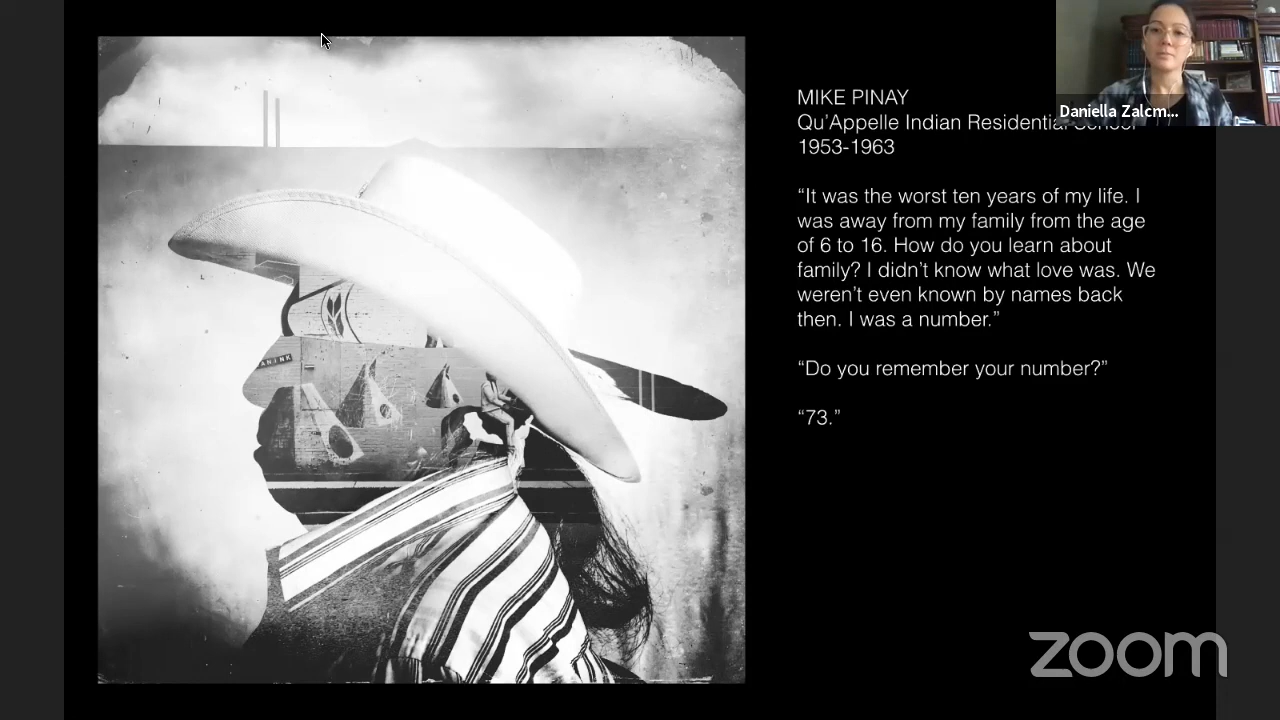 MIKE PINAY
Qu’Appelle Indian Residential School
1953-1963
“It was the worst ten years of my life. I
was away from my family from the age
of 6 to 16. How do you learn about
family? I didn’t know what love was. We
weren’t even known by names back
then. I was a number.”
“Do you remember your number?”
“73.”
Daniella Zalcm...
ANINK
zoom